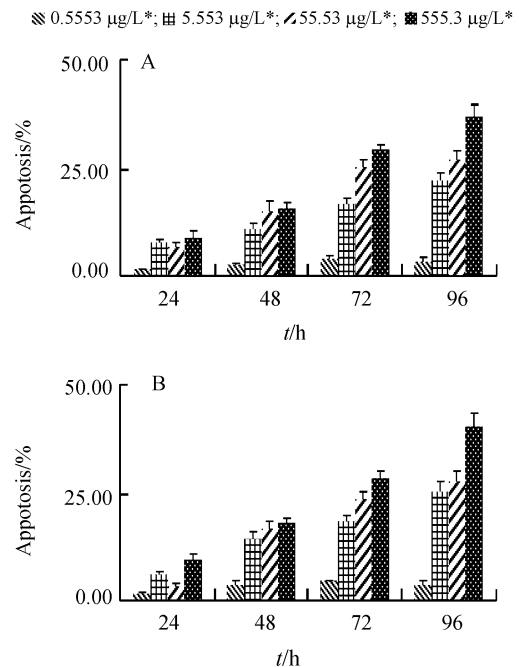 0.5553 μg/L*; 5.553 μg/L*; 55.53 μg/L*; 555.3 μg/L*
50.00
A
25.00
0.00
Appotosis/%
24 48 72 96
t/h
50.00
B
25.00
0.00
Appotosis/%
24 48 72 96
t/h